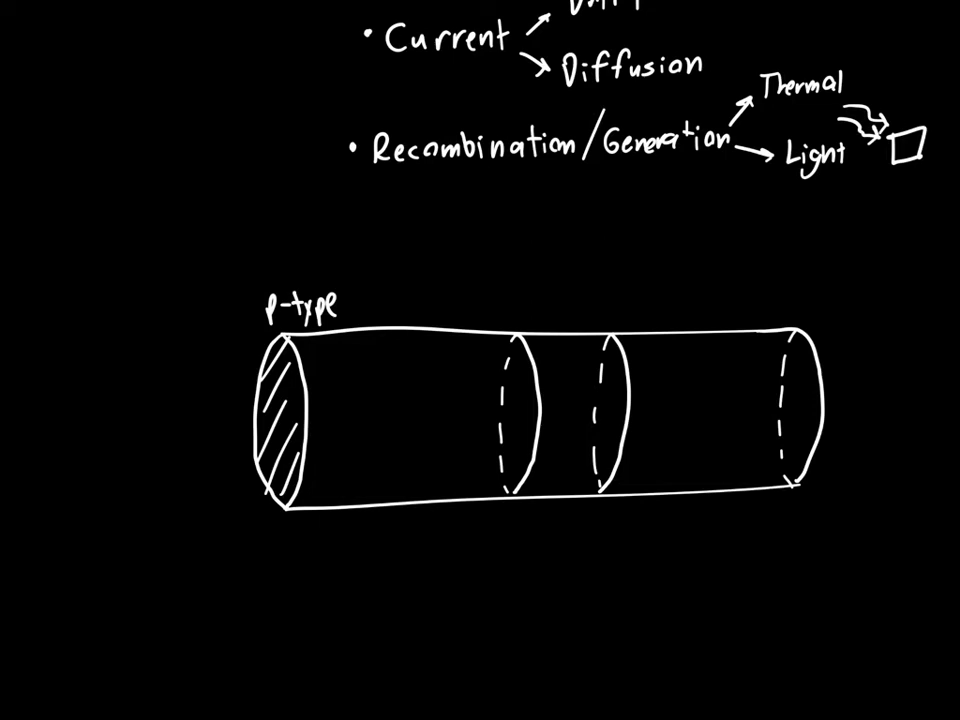 • Current
Diffusion
Thermal
• Recombination/Generation
Light
p-type